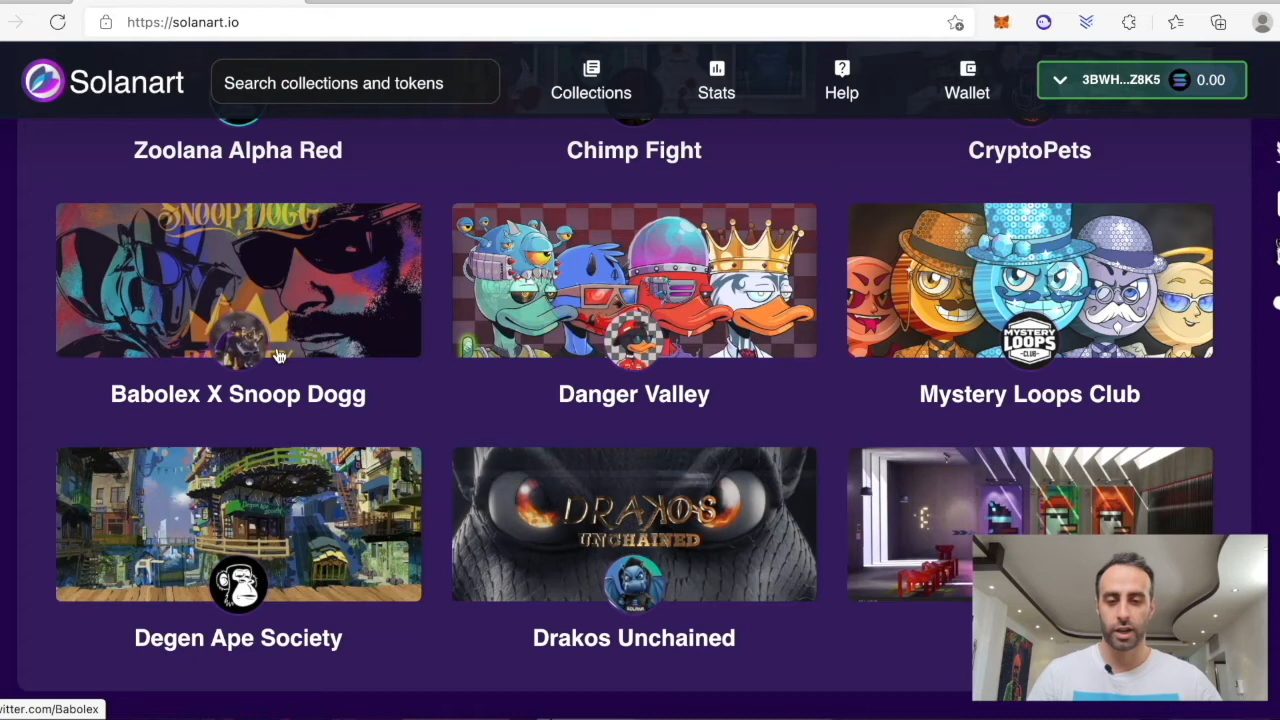 https://solanart.io
Solanart
Search collections and tokens
Collections
Stats
Help
Wallet
3BWH...Z8K5
0.00
Zoolana Alpha Red
Chimp Fight
CryptoPets
SNOOP DOGG
MYSTERY
LOOPS
CLUB
Babolex X Snoop Dogg
Danger Valley
Mystery Loops Club
DRAKOS
UNCHAINED
Degen Ape Society
Drakos Unchained
witter.com/Babolex